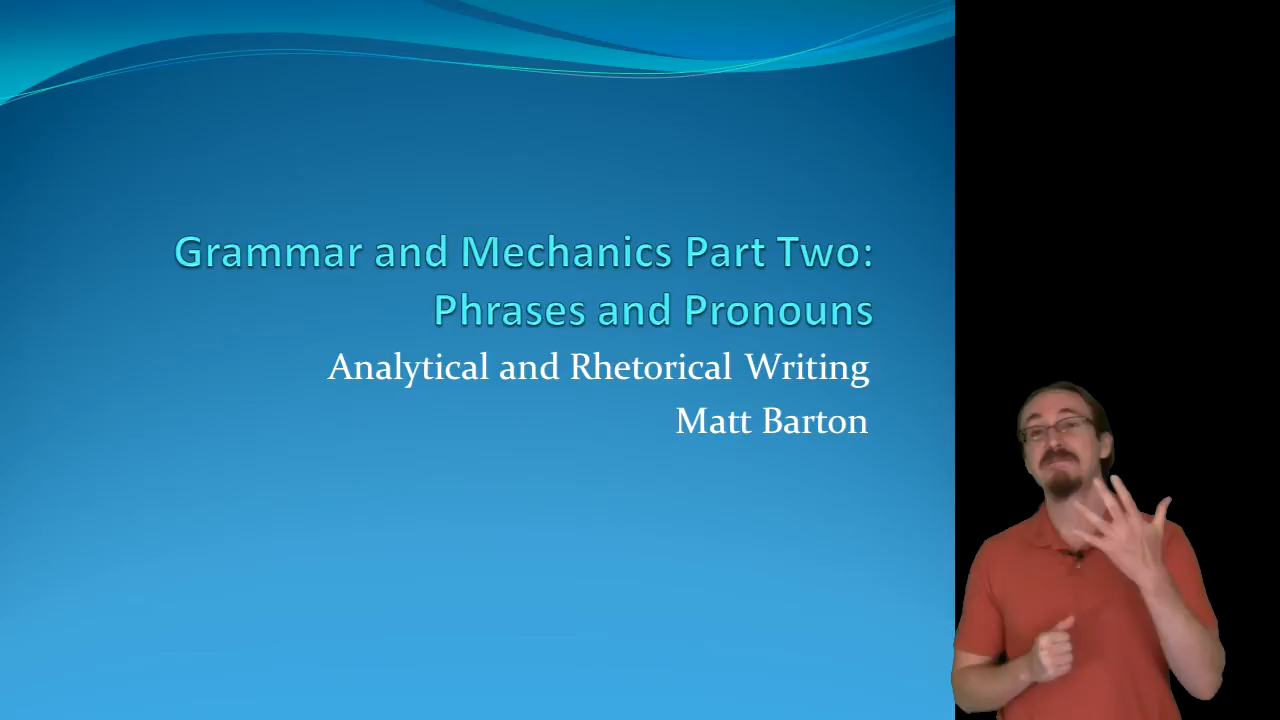 Grammar and Mechanics Part Two:
Phrases and Pronouns
Analytical and Rhetorical Writing
Matt Barton